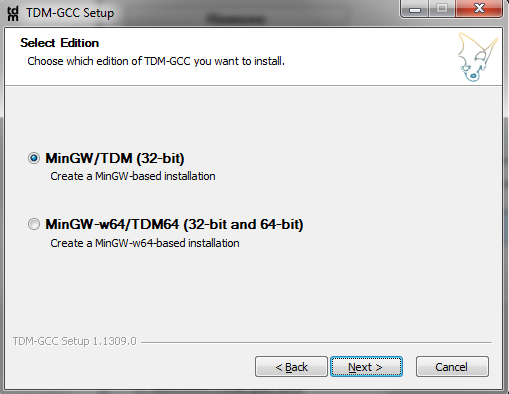 tdm TDM-GCC Setup
Select Edition
Choose which edition of TDM-GCC you want to install.
MinGW/TDM (32-bit)
Create a MinGW-based installation
MinGW-w64/TDM64 (32-bit and 64-bit)
Create a MinGW-w64-based installation
TDM-GCC Setup 1.1309.0
< Back Next > Cancel